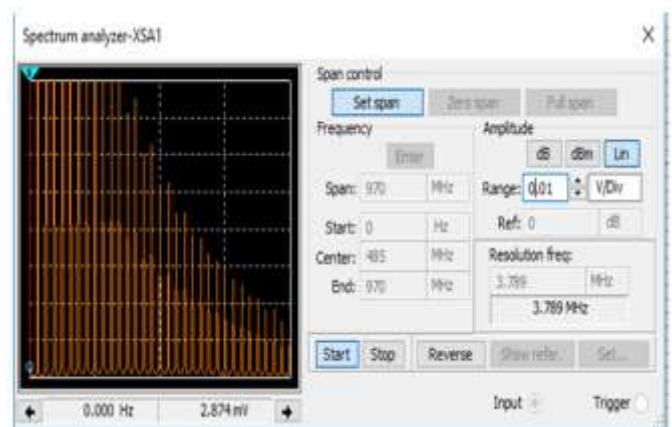 Spectrum analyzer-XSA1
X
Span control
Set span
Zero span
Full span
Frequency
Enter
Span: 970 MHz
Start: 0 Hz
Center: 485 MHz
End: 970 MHz
Amplitude
dB dBm Lin
Range: 0.01 V/Div
Ref: 0 dB
Resolution freq:
3.789 MHz
3.789 MHz
Start Stop Reverse Show refer. Set...
0.000 Hz 2.874 mV
Input Trigger